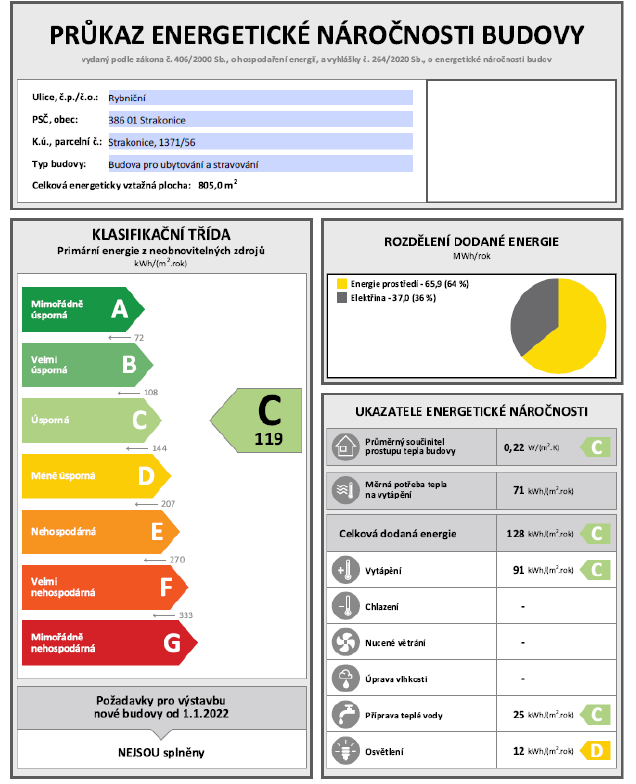 PRŮKAZ ENERGETICKÉ NÁROČNOSTI BUDOVY
vydaný podle zákona č. 406/2000 Sb., o hospodaření energií, a vyhlášky č. 264/2020 Sb., o energetické náročnosti budov
Ulice, č.p./č.o.: Rybniční
PSČ, obec: 386 01 Strakonice
K.ú., parcelní č.: Strakonice, 1371/56
Typ budovy: Budova pro ubytování a stravování
Celková energeticky vztažná plocha: 805,0 m²
KLASIFIKAČNÍ TŘÍDA
Primární energie z neobnovitelných zdrojů
kWh/(m².rok)
Mimořádně
úsporná A
72
Velmi
úsporná B
108
Úsporná C
144
Méně úsporná D
207
Nehospodárná E
270
Velmi
nehospodárná F
333
Mimořádně
nehospodárná G
C
119
Požadavky pro výstavbu
nové budovy od 1.1.2022
NEJSOU splněny
ROZDĚLENÍ DODANÉ ENERGIE
MWh/rok
Energie prostředí - 65,9 (64 %)
Elektřina - 37,0 (36 %)
UKAZATELE ENERGETICKÉ NÁROČNOSTI
Průměrný součinitel
prostupu tepla budovy 0,22 W/(m².K) C
Měrná potřeba tepla
na vytápění 71 kWh/(m².rok)
Celková dodaná energie 128 kWh/(m².rok) C
Vytápění 91 kWh/(m².rok) C
Chlazení -
Nucené větrání -
Úprava vlhkosti -
Příprava teplé vody 25 kWh/(m².rok) C
Osvětlení 12 kWh/(m².rok) D